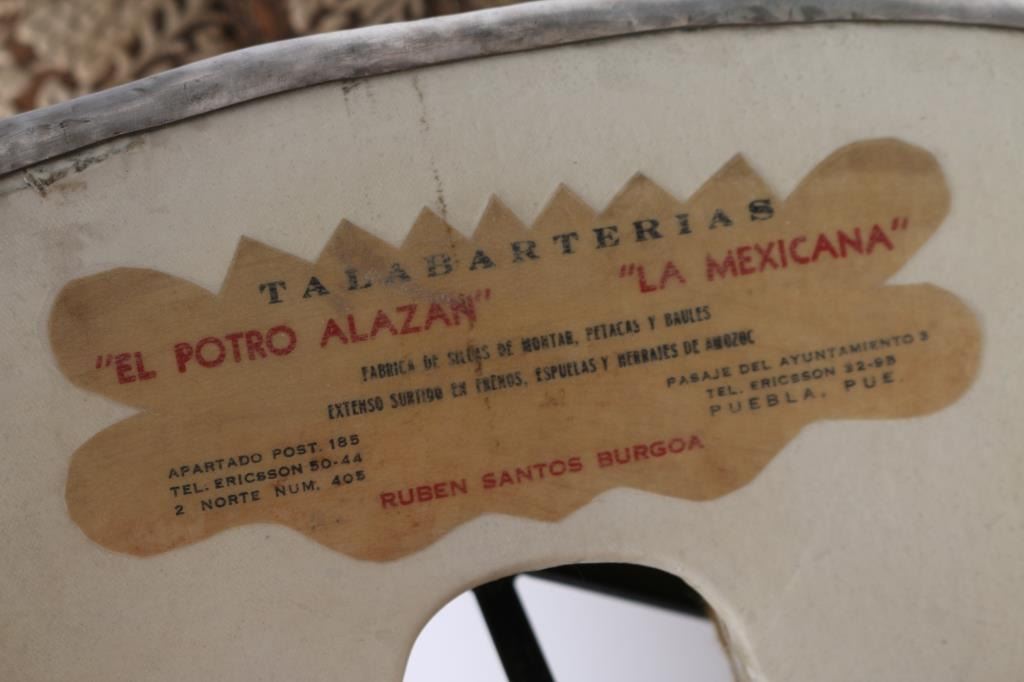 TALABARTERIAS
"EL POTRO ALAZAN" "LA MEXICANA"
FABRICA DE SILLAS DE MONTAR, PETACAS Y BAULES
EXTENSO SURTIDO EN FRENOS, ESPUELAS Y HERRAJES DE AMOZOC
APARTADO POST. 185
TEL. ERICSSON 50-44
2 NORTE NUM. 405
PASAJE DEL AYUNTAMIENTO 3
TEL. ERICSSON 32-95
PUEBLA, PUE.
RUBEN SANTOS BURGOA